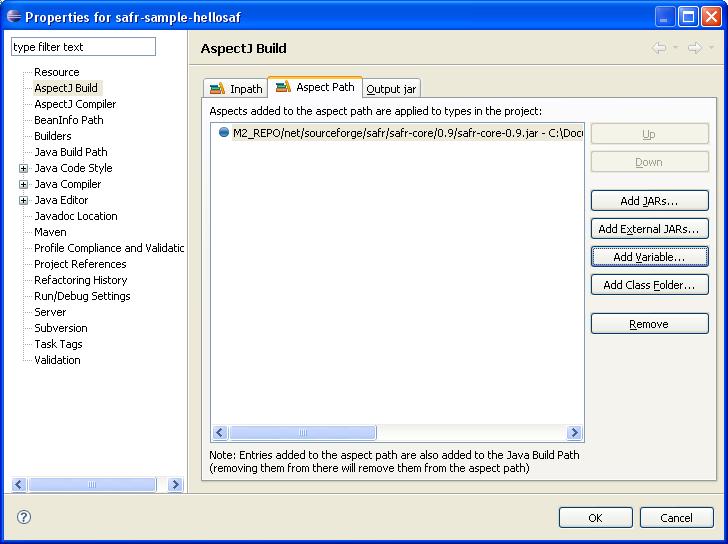 Properties for safr-sample-hellosaf
type filter text
Resource
AspectJ Build
AspectJ Compiler
BeanInfo Path
Builders
Java Build Path
Java Code Style
Java Compiler
Java Editor
Javadoc Location
Maven
Profile Compliance and Validatic
Project References
Refactoring History
Run/Debug Settings
Server
Subversion
Task Tags
Validation
AspectJ Build
Inpath
Aspect Path
Output jar
Aspects added to the aspect path are applied to types in the project:
M2_REPO/net/sourceforge/safr/safr-core/0.9/safr-core-0.9.jar - C:\Docu
Up
Down
Add JARs...
Add External JARs...
Add Variable...
Add Class Folder...
Remove
Note: Entries added to the aspect path are also added to the Java Build Path
(removing them from there will remove them from the aspect path)
OK
Cancel